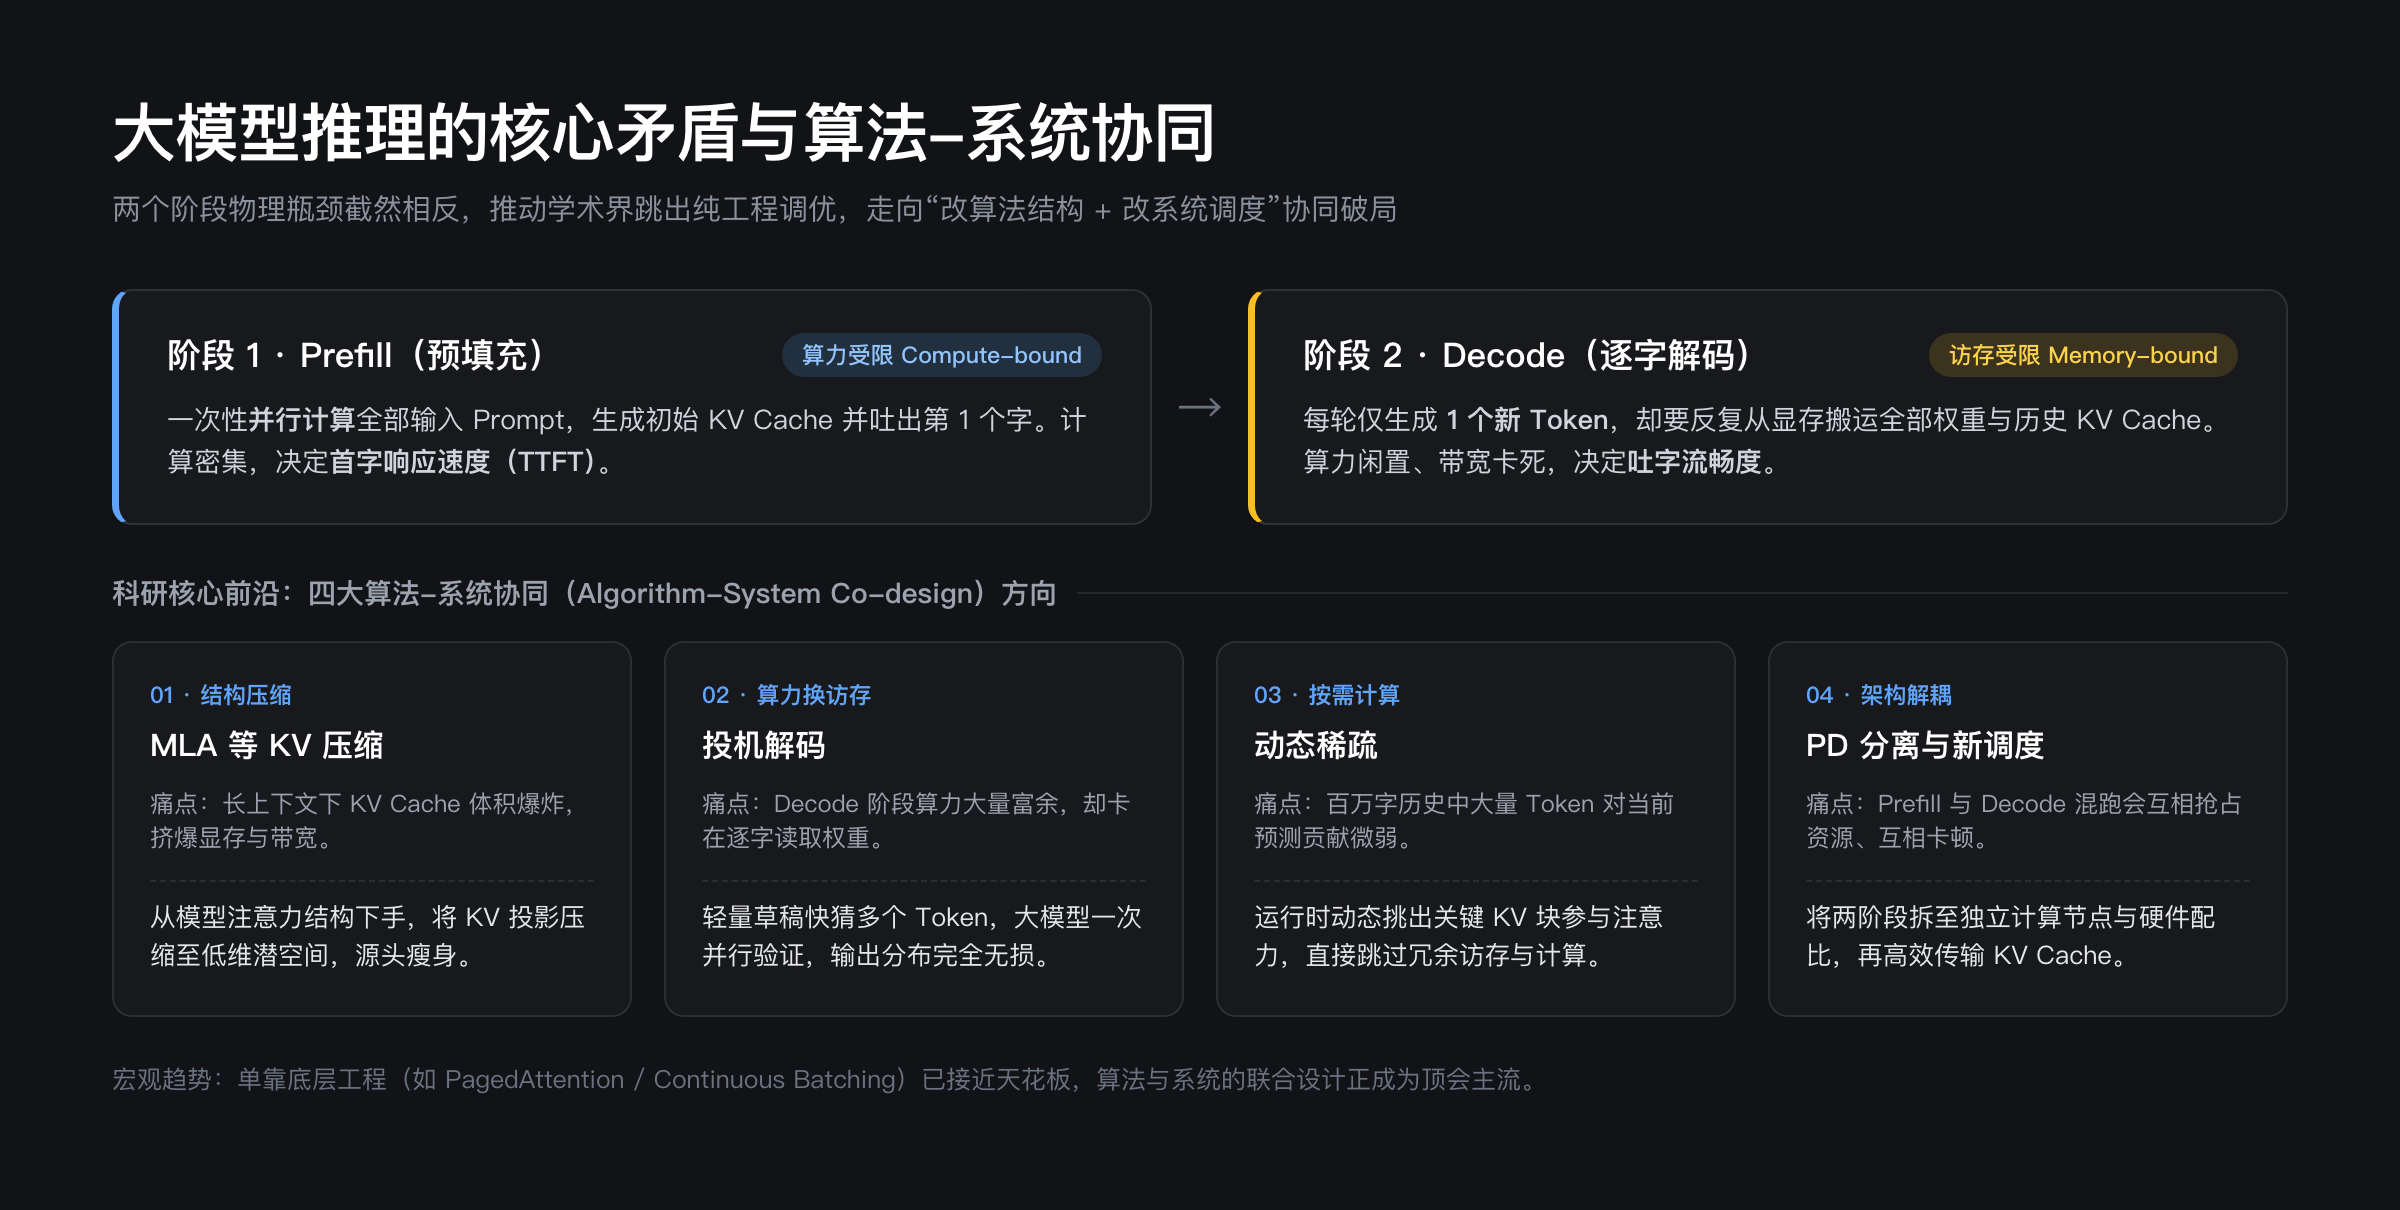 大模型推理的核心矛盾与算法–系统协同
两个阶段物理瓶颈截然相反，推动学术界跳出纯工程调优，走向“改算法结构 + 改系统调度”协同破局
阶段 1 · Prefill（预填充）
算力受限 Compute–bound
一次性并行计算全部输入 Prompt，生成初始 KV Cache 并吐出第 1 个字。计
算密集，决定首字响应速度（TTFT）。
→
阶段 2 · Decode（逐字解码）
访存受限 Memory–bound
每轮仅生成 1 个新 Token，却要反复从显存搬运全部权重与历史 KV Cache。
算力闲置、带宽卡死，决定吐字流畅度。
科研核心前沿：四大算法–系统协同（Algorithm–System Co–design）方向
01 · 结构压缩
MLA 等 KV 压缩
痛点：长上下文下 KV Cache 体积爆炸，
挤爆显存与带宽。
从模型注意力结构下手，将 KV 投影压
缩至低维潜空间，源头瘦身。
02 · 算力换访存
投机解码
痛点：Decode 阶段算力大量富余，却卡
在逐字读取权重。
轻量草稿快猜多个 Token，大模型一次
并行验证，输出分布完全无损。
03 · 按需计算
动态稀疏
痛点：百万字历史中大量 Token 对当前
预测贡献微弱。
运行时动态挑出关键 KV 块参与注意
力，直接跳过冗余访存与计算。
04 · 架构解耦
PD 分离与新调度
痛点：Prefill 与 Decode 混跑会互相抢占
资源、互相卡顿。
将两阶段拆至独立计算节点与硬件配
比，再高效传输 KV Cache。
宏观趋势：单靠底层工程（如 PagedAttention / Continuous Batching）已接近天花板，算法与系统的联合设计正成为顶会主流。